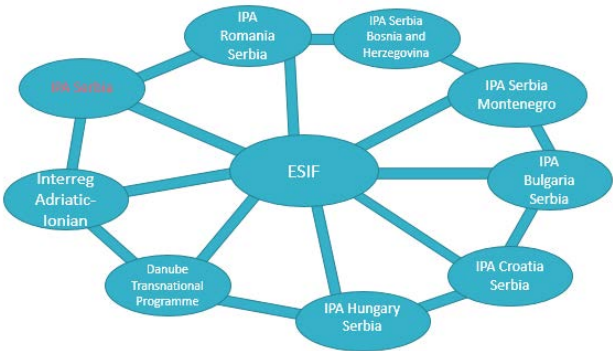 IPA
Romania
Serbia
IPA Serbia
Bosnia and
Herzegovina
IPA Serbia
IPA Serbia
Montenegro
ESIF
IPA
Bulgaria
Serbia
Interreg
Adriatic-
Ionian
Danube
Transnational
Programme
IPA Croatia
Serbia
IPA Hungary
Serbia